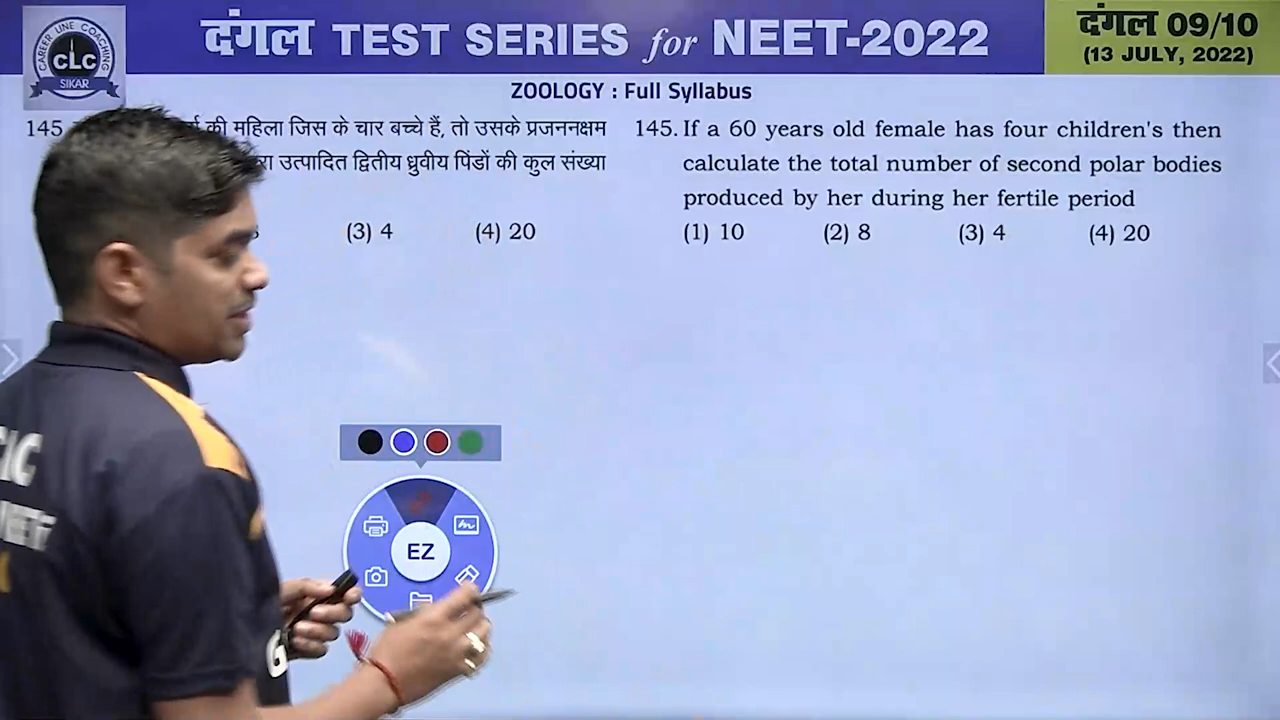 CAREER LINE COACHING
CLC
SIKAR
दंगल TEST SERIES for NEET-2022
दंगल 09/10
(13 JULY, 2022)
ZOOLOGY : Full Syllabus
145. की महिला जिस के चार बच्चे हैं, तो उसके प्रजननक्षम
उत्पादित द्वितीय ध्रुवीय पिंडों की कुल संख्या
(3) 4 (4) 20
145. If a 60 years old female has four children's then
calculate the total number of second polar bodies
produced by her during her fertile period
(1) 10 (2) 8 (3) 4 (4) 20
EZ